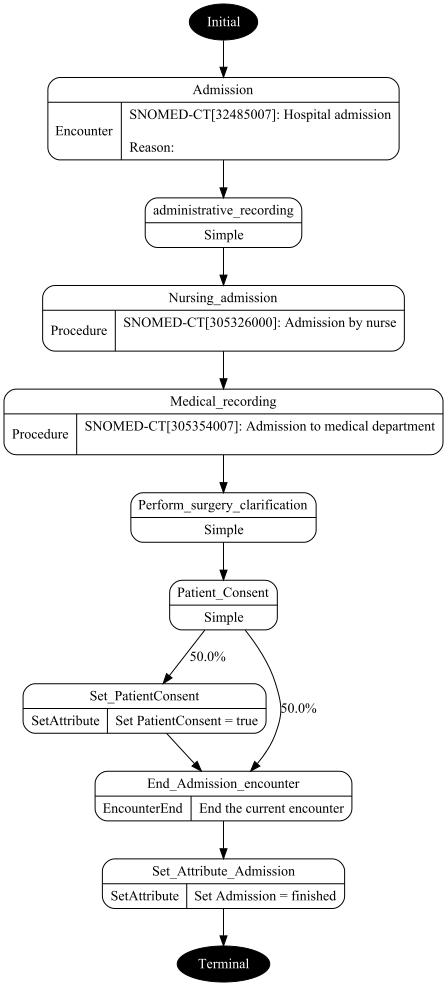 Initial
Admission
Encounter
SNOMED-CT[32485007]: Hospital admission
Reason:
administrative_recording
Simple
Nursing_admission
Procedure
SNOMED-CT[305326000]: Admission by nurse
Medical_recording
Procedure
SNOMED-CT[305354007]: Admission to medical department
Perform_surgery_clarification
Simple
Patient_Consent
Simple
50.0%
Set_PatientConsent
SetAttribute
Set PatientConsent = true
50.0%
End_Admission_encounter
EncounterEnd
End the current encounter
Set_Attribute_Admission
SetAttribute
Set Admission = finished
Terminal